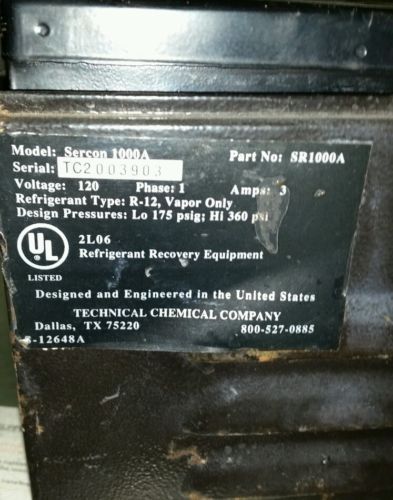 Model: Sercon 1000A Part No: SR1000A
Serial: TC2003903
Voltage: 120 Phase: 1 Amps: 3
Refrigerant Type: R-12, Vapor Only
Design Pressures: Lo 175 psig; Hi 360 psi
UL
LISTED
2L06
Refrigerant Recovery Equipment
Designed and Engineered in the United States
TECHNICAL CHEMICAL COMPANY
Dallas, TX 75220 800-527-0885
S-12648A